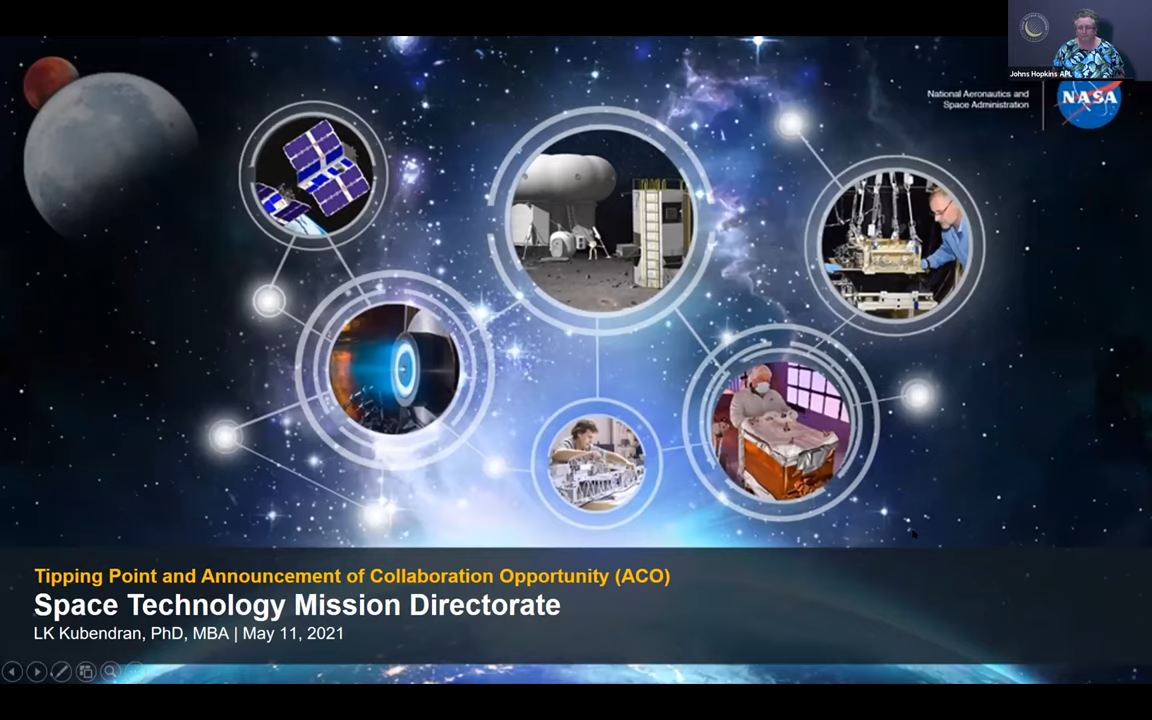 Johns Hopkins APL
National Aeronautics and
Space Administration
NASA
Tipping Point and Announcement of Collaboration Opportunity (ACO)
Space Technology Mission Directorate
LK Kubendran, PhD, MBA | May 11, 2021